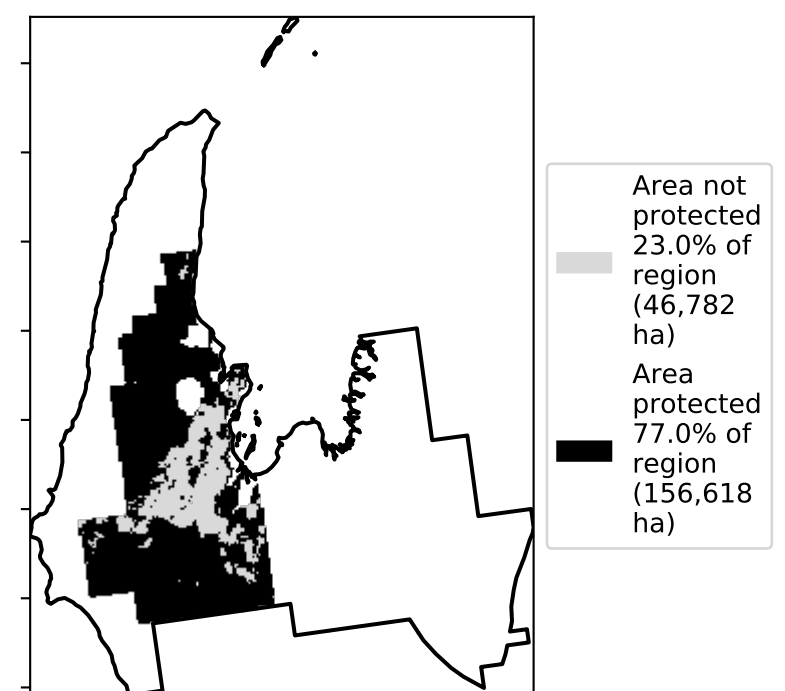 Area not
protected
23.0% of
region
(46,782
ha)
Area
protected
77.0% of
region
(156,618
ha)